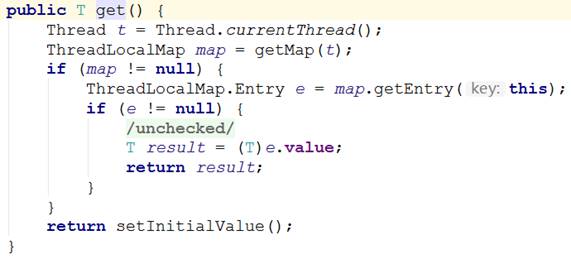 public T get() {
    Thread t = Thread.currentThread();
    ThreadLocalMap map = getMap(t);
    if (map != null) {
        ThreadLocalMap.Entry e = map.getEntry( key: this);
        if (e != null) {
            /unchecked/
            T result = (T)e.value;
            return result;
        }
    }
    return setInitialValue();
}